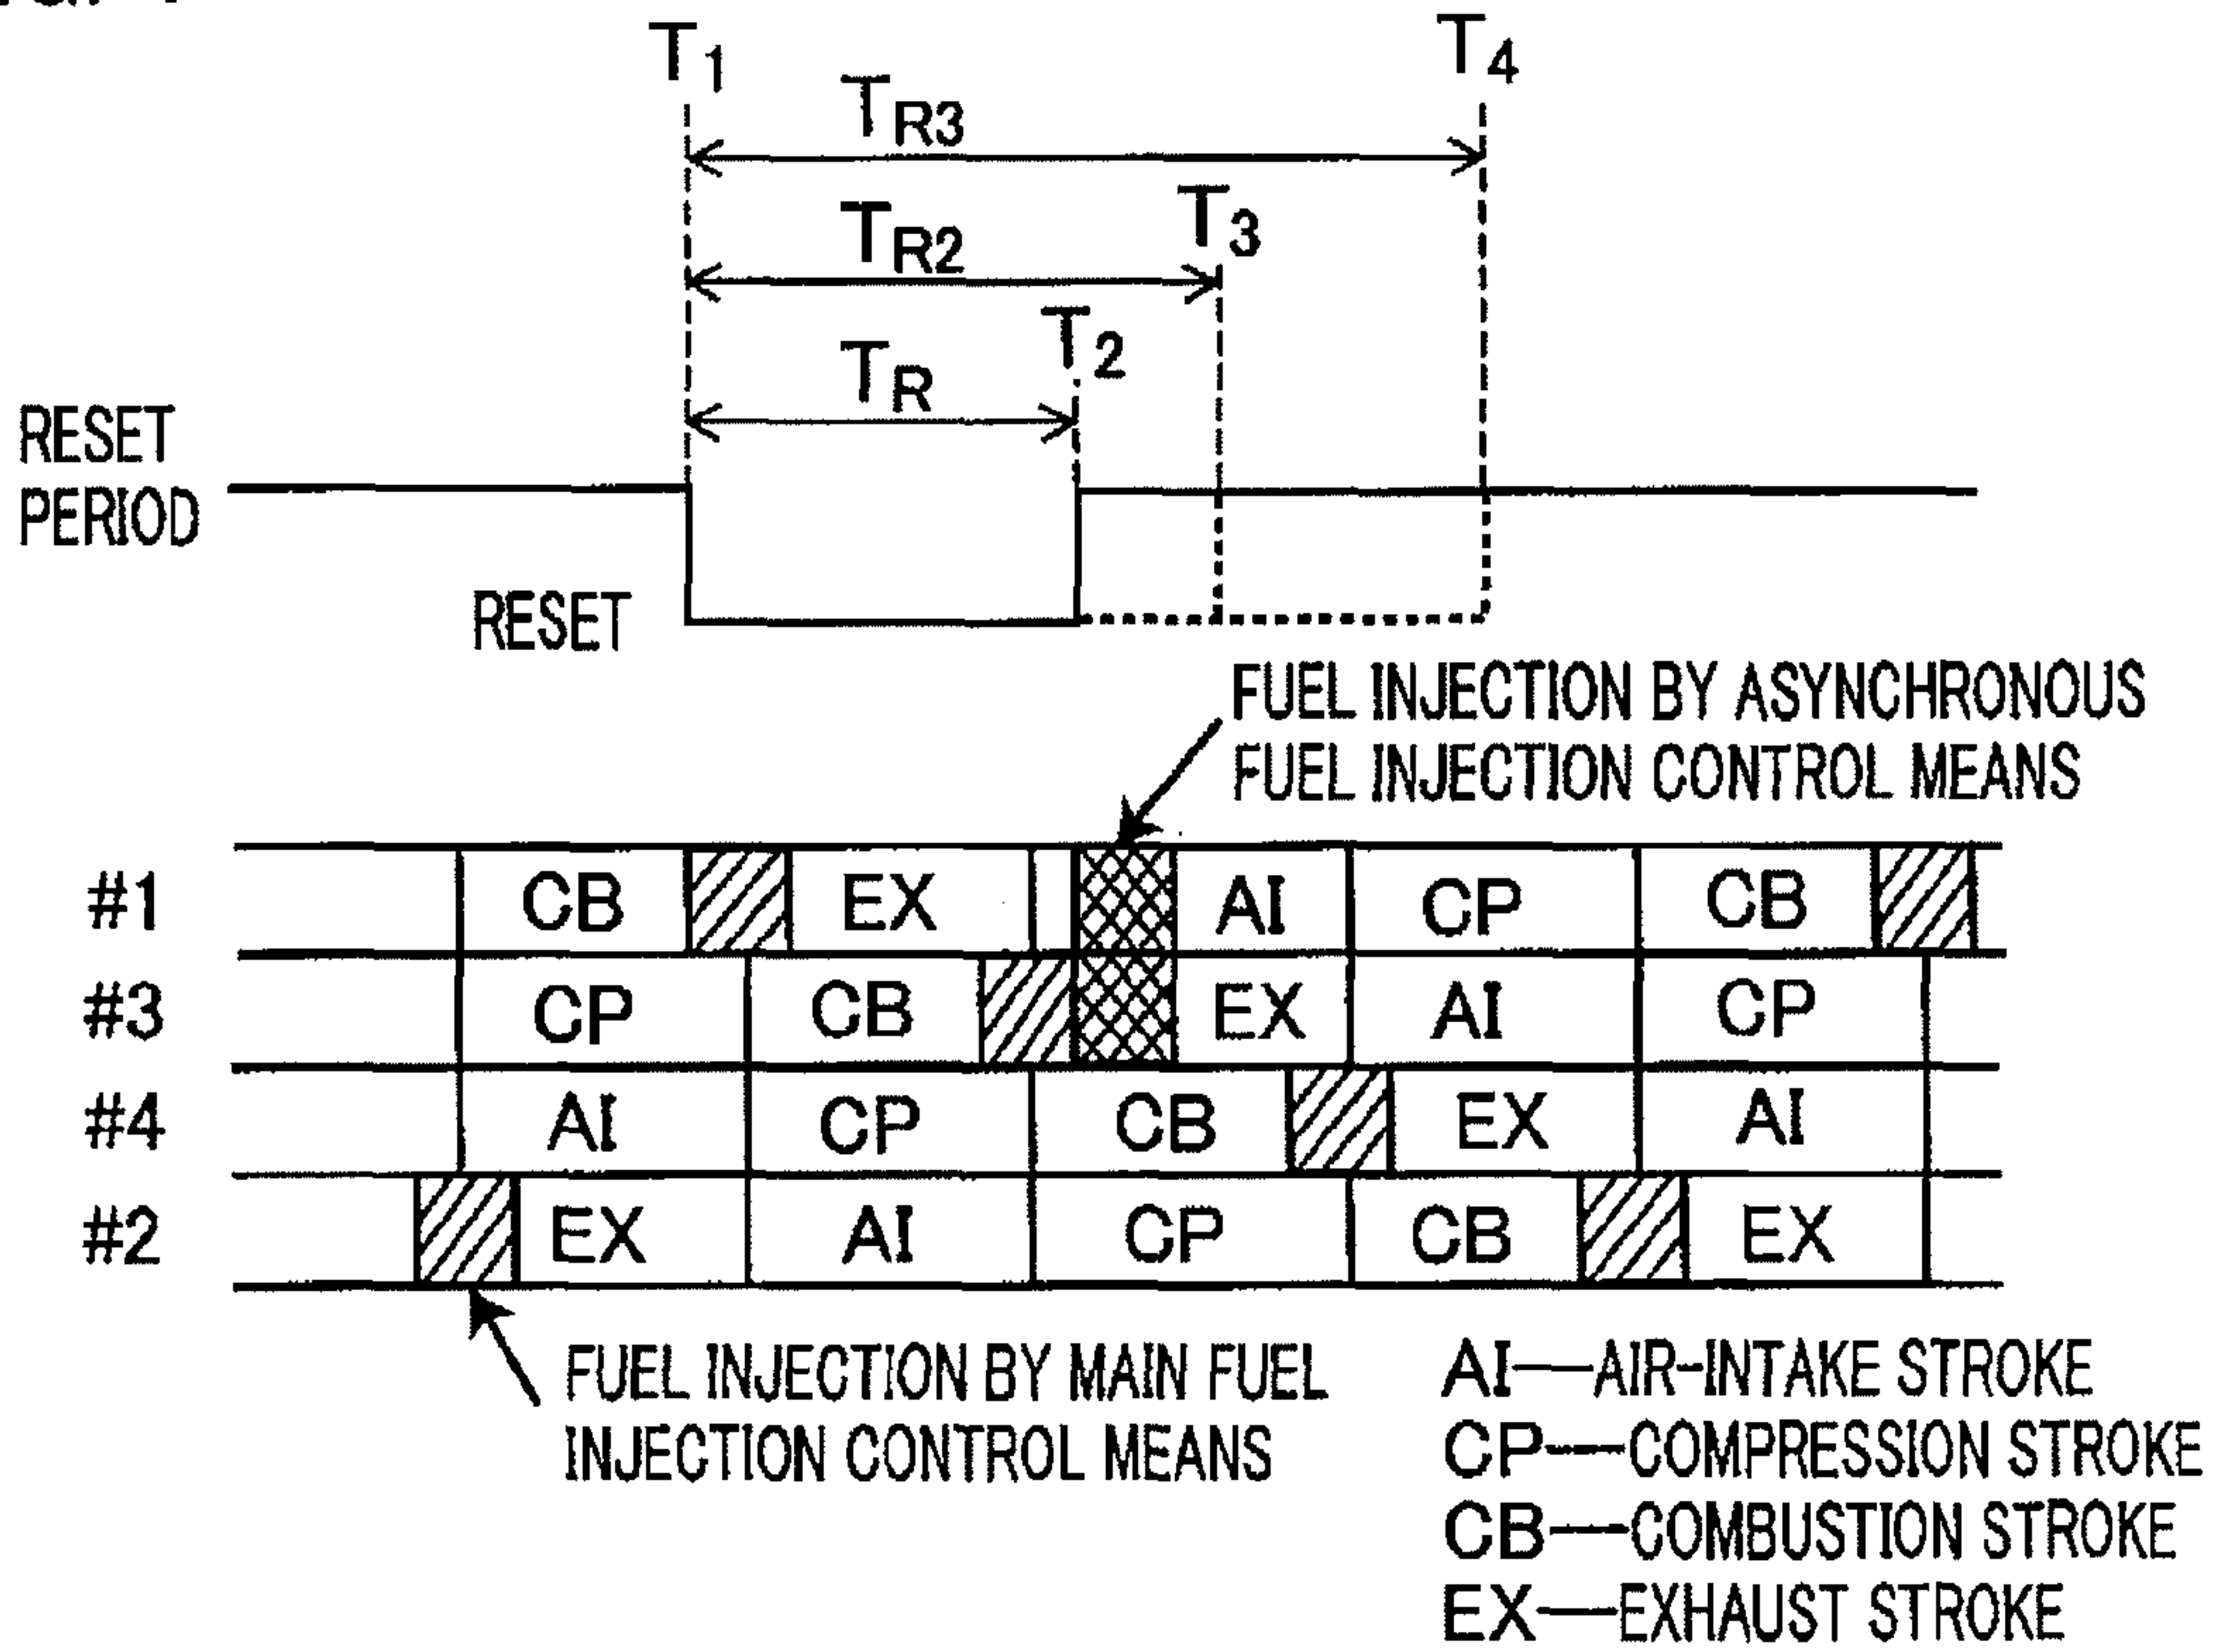 T1
T4
TR3
T3
TR2
T2
TR
RESET
PERIOD
RESET
FUEL INJECTION BY ASYNCHRONOUS
FUEL INJECTION CONTROL MEANS
#1 CB EX AI CP CB
#3 CP CB EX AI CP
#4 AI CP CB EX AI
#2 EX AI CP CB EX
FUEL INJECTION BY MAIN FUEL
INJECTION CONTROL MEANS
AI—AIR-INTAKE STROKE
CP—COMPRESSION STROKE
CB—COMBUSTION STROKE
EX—EXHAUST STROKE